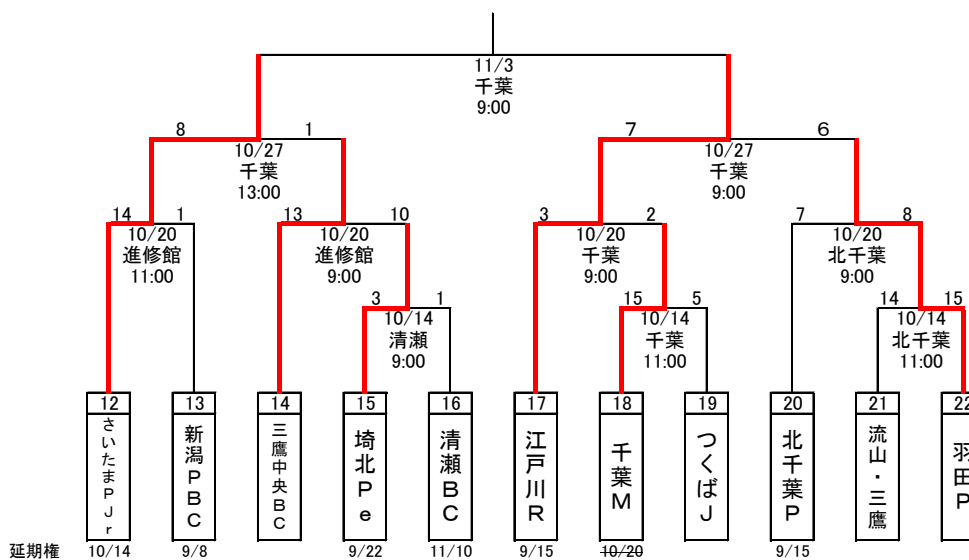 11/3
千葉
9:00
8 1
10/27
千葉
13:00
7 6
10/27
千葉
9:00
14 1
10/20
進修館
11:00
13 10
10/20
進修館
9:00
3 2
10/20
千葉
9:00
7 8
10/20
北千葉
9:00
3 1
10/14
清瀬
9:00
15 5
10/14
千葉
11:00
14 15
10/14
北千葉
11:00
12 13 14 15 16 17 18 19 20 21 22
さいたまPJr
新潟PBC
三鷹中央BC
埼北Pe
清瀬BC
江戸川R
千葉M
つくばJ
北千葉P
流山・三鷹
羽田P
延期権 10/14 9/8 9/22 11/10 9/15 10/20 9/15